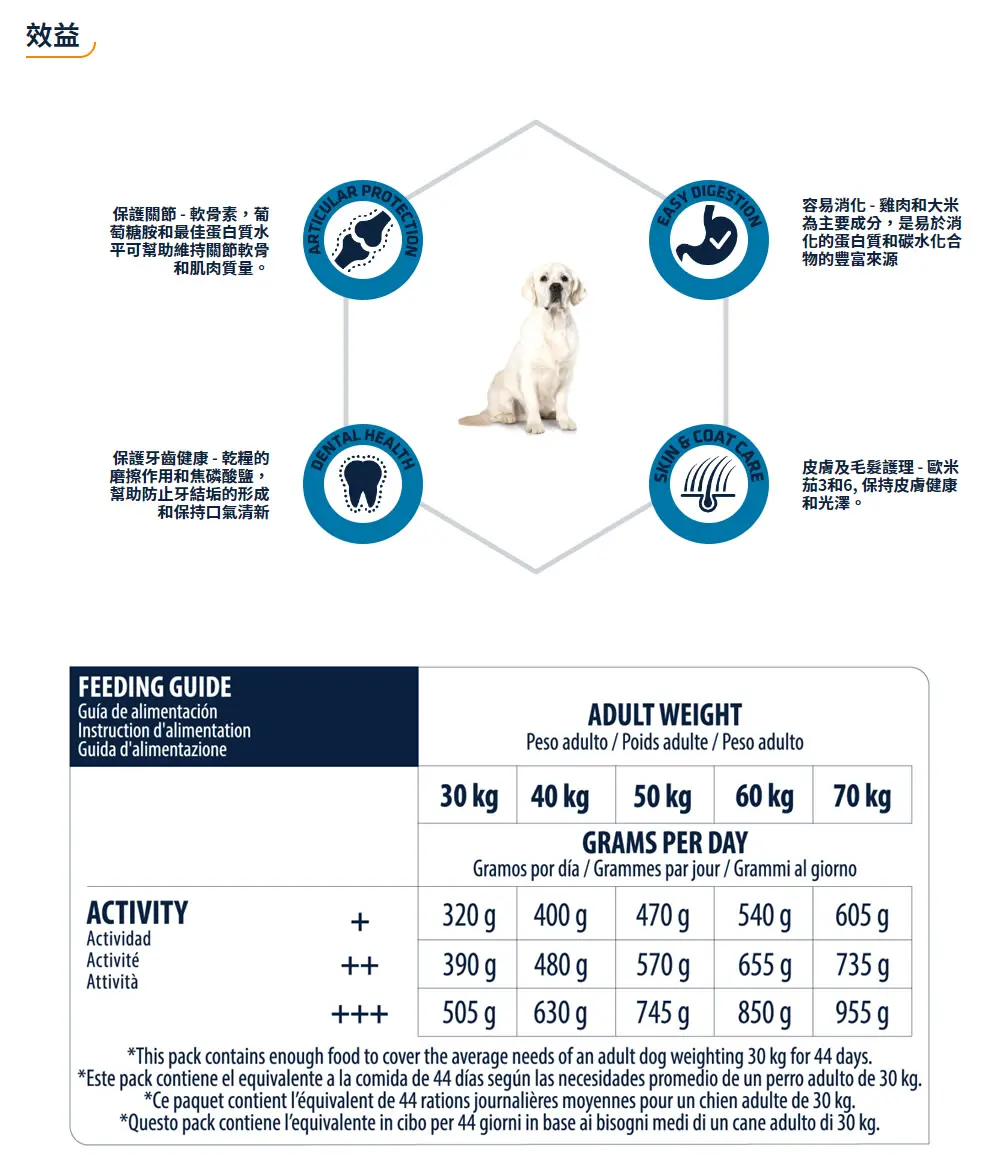 效益
ARTICULAR PROTECTION
保護關節 - 軟骨素，葡
萄糖胺和最佳蛋白質水
平可幫助維持關節軟骨
和肌肉質量。
EASY DIGESTION
容易消化 - 雞肉和大米
為主要成分，是易於消
化的蛋白質和碳水化合
物的豐富來源
DENTAL HEALTH
保護牙齒健康 - 乾糧的
磨擦作用和焦磷酸鹽，
幫助防止牙結垢的形成
和保持口氣清新
SKIN & COAT CARE
皮膚及毛髮護理 - 歐米
茄3和6, 保持皮膚健康
和光澤。
FEEDING GUIDE
Guía de alimentación
Instruction d'alimentation
Guida d'alimentazione
ADULT WEIGHT
Peso adulto / Poids adulte / Peso adulto
30 kg 40 kg 50 kg 60 kg 70 kg
GRAMS PER DAY
Gramos por día / Grammes par jour / Grammi al giorno
ACTIVITY
Actividad
Activité
Attività
+ 320 g 400 g 470 g 540 g 605 g
++ 390 g 480 g 570 g 655 g 735 g
+++ 505 g 630 g 745 g 850 g 955 g
*This pack contains enough food to cover the average needs of an adult dog weighting 30 kg for 44 days.
*Este pack contiene el equivalente a la comida de 44 días según las necesidades promedio de un perro adulto de 30 kg.
*Ce paquet contient l'équivalent de 44 rations journalières moyennes pour un chien adulte de 30 kg.
*Questo pack contiene l'equivalente in cibo per 44 giorni in base ai bisogni medi di un cane adulto di 30 kg.